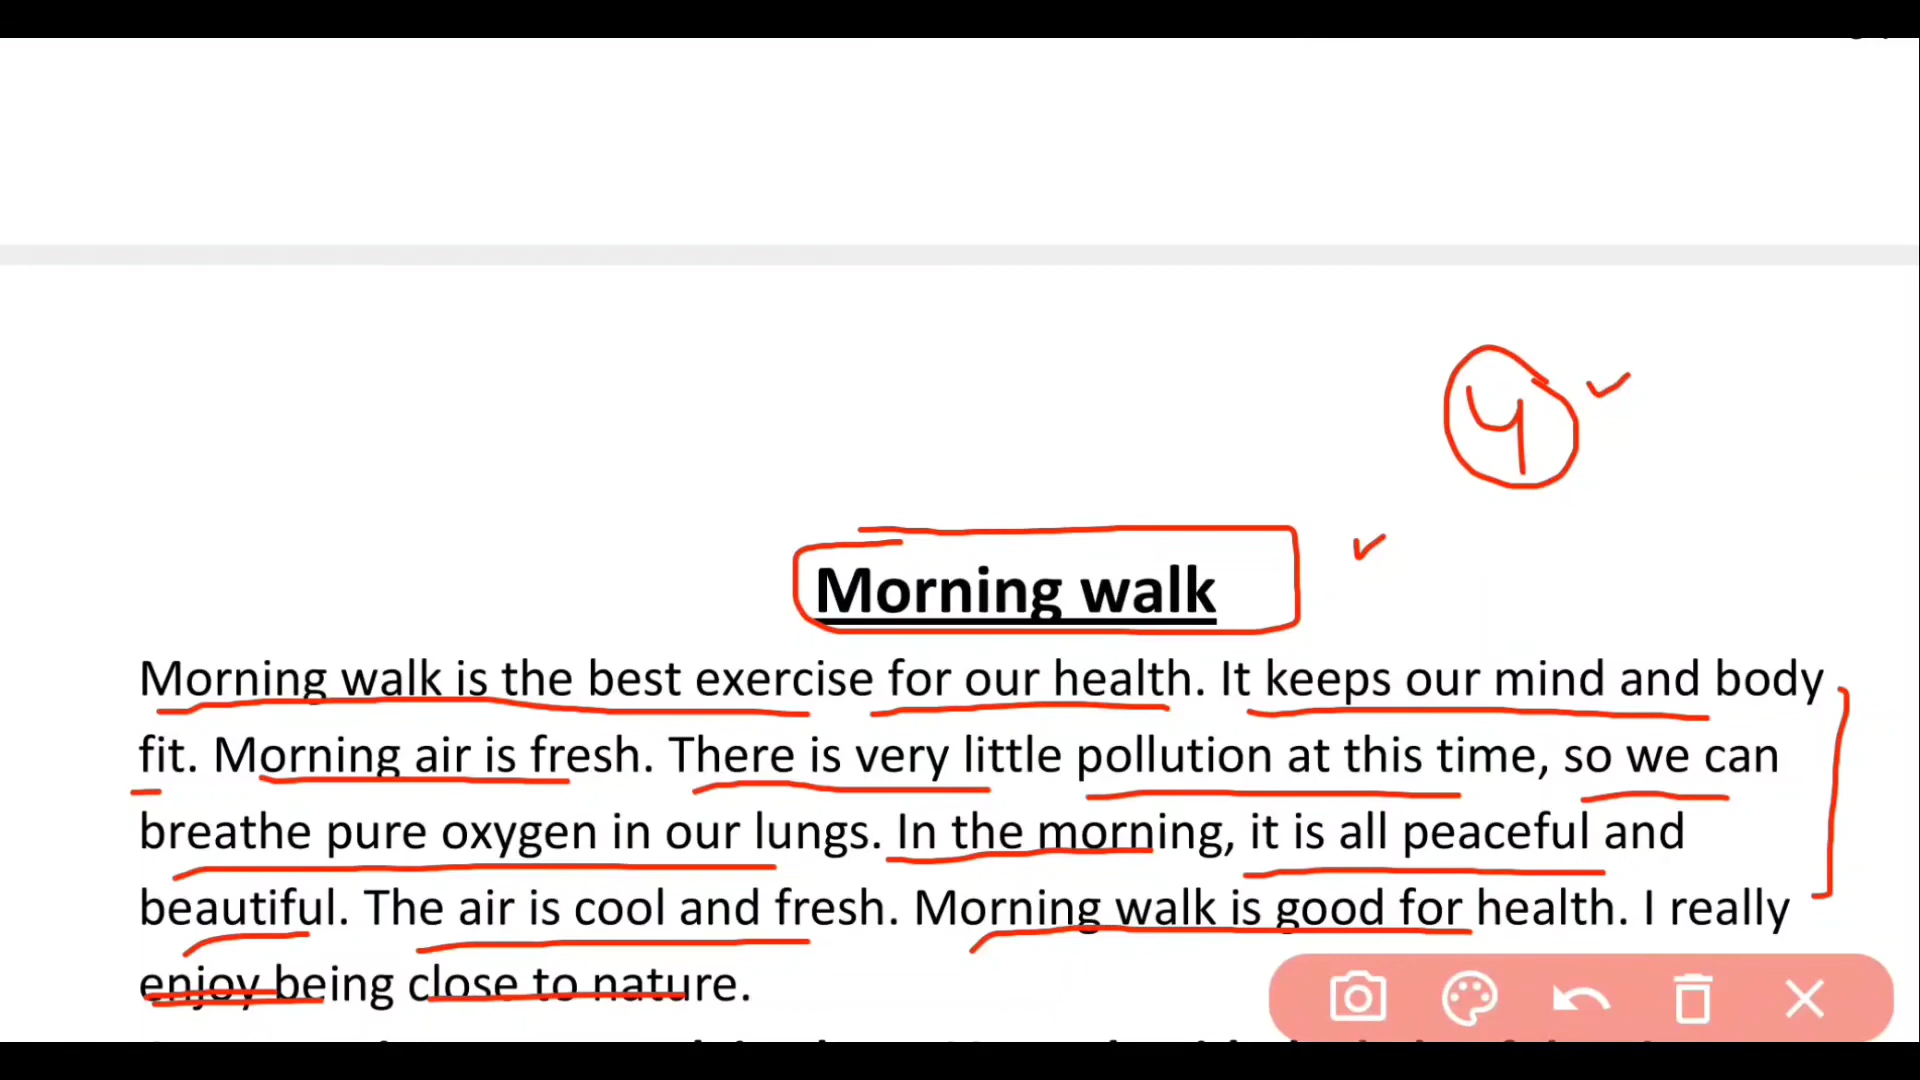 4
Morning walk
Morning walk is the best exercise for our health. It keeps our mind and body
fit. Morning air is fresh. There is very little pollution at this time, so we can
breathe pure oxygen in our lungs. In the morning, it is all peaceful and
beautiful. The air is cool and fresh. Morning walk is good for health. I really
enjoy being close to nature.